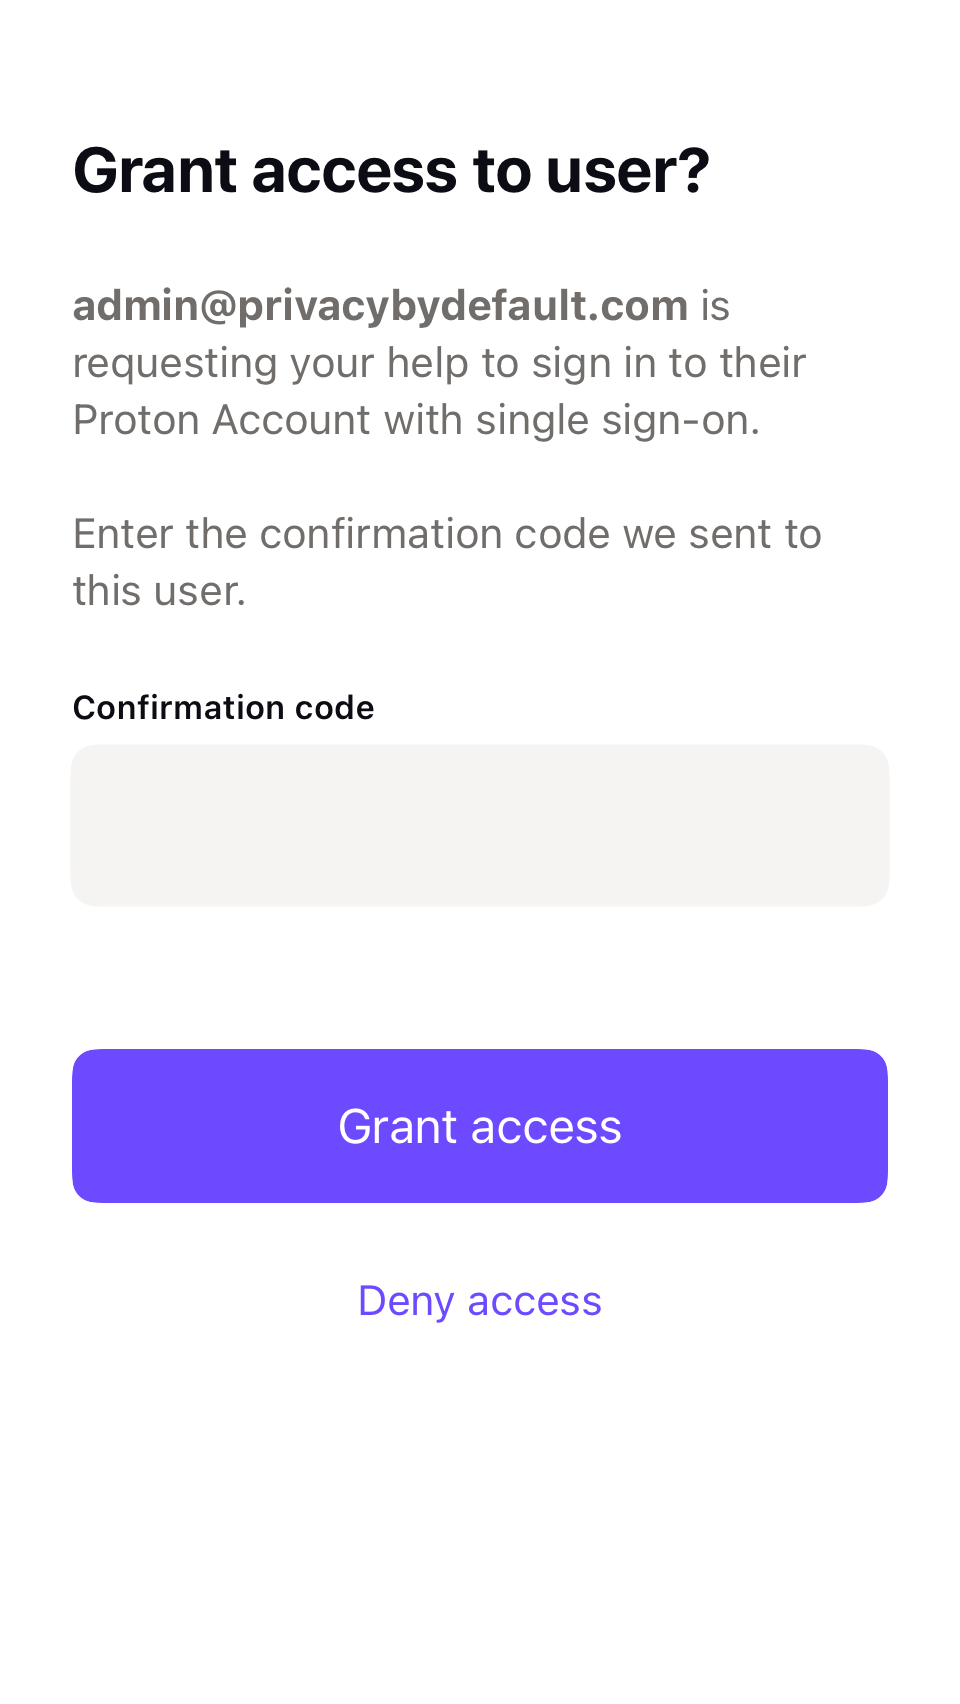 Grant access to user?
admin@privacybydefault.com is
requesting your help to sign in to their
Proton Account with single sign-on.
Enter the confirmation code we sent to
this user.
Confirmation code
Grant access
Deny access